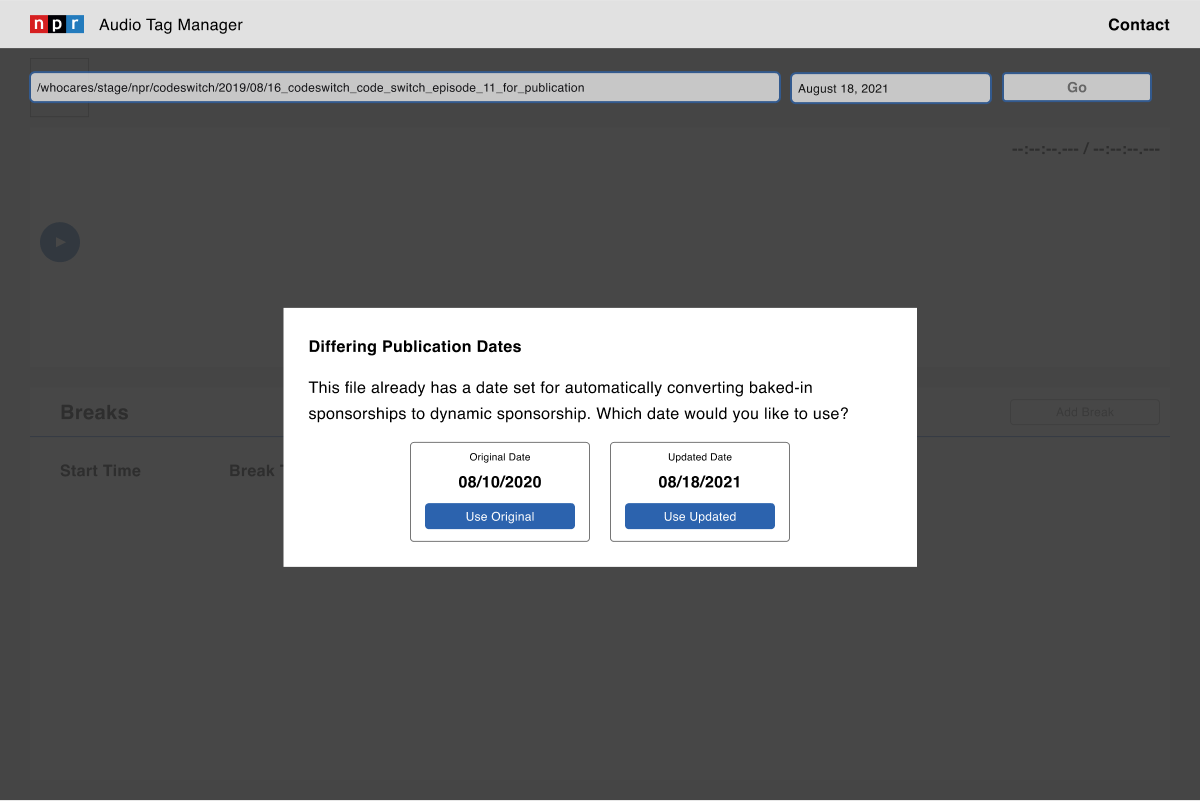 npr Audio Tag Manager Contact
/whocares/stage/npr/codeswitch/2019/08/16_codeswitch_code_switch_episode_11_for_publication August 18, 2021 Go
--:--:--.--- / --:--:--.---
Differing Publication Dates
This file already has a date set for automatically converting baked-in
sponsorships to dynamic sponsorship. Which date would you like to use?
Original Date Updated Date
08/10/2020 08/18/2021
Use Original Use Updated
Breaks Add Break
Start Time Break